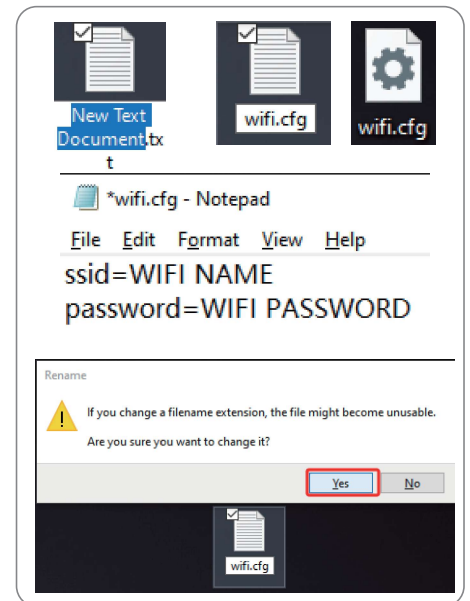 New Text
Document.tx
t
wifi.cfg
wifi.cfg
*wifi.cfg - Notepad
File Edit Format View Help
ssid=WIFI NAME
password=WIFI PASSWORD
Rename
If you change a filename extension, the file might become unusable.
Are you sure you want to change it?
Yes No
wifi.cfg